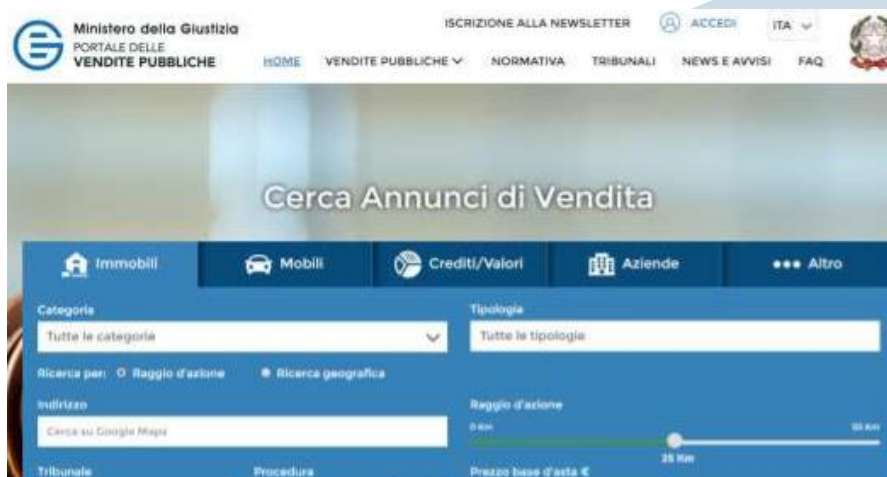 Ministero della Giustizia
PORTALE DELLE
VENDITE PUBBLICHE
ISCRIZIONE ALLA NEWSLETTER
ACCEDI
ITA
HOME
VENDITE PUBBLICHE
NORMATIVA
TRIBUNALI
NEWS E AVVISI
FAQ
Cerca Annunci di Vendita
Immobili
Mobili
Crediti/Valori
Aziende
Altro
Categoria
Tutte le categorie
Tipologia
Tutte le tipologie
Ricerca per: Raggio d'azione Ricerca geografica
Indirizzo
Cerca su Google Maps
Raggio d'azione
0 Km
50 Km
25 Km
Tribunale
Procedura
Prezzo base d'asta €